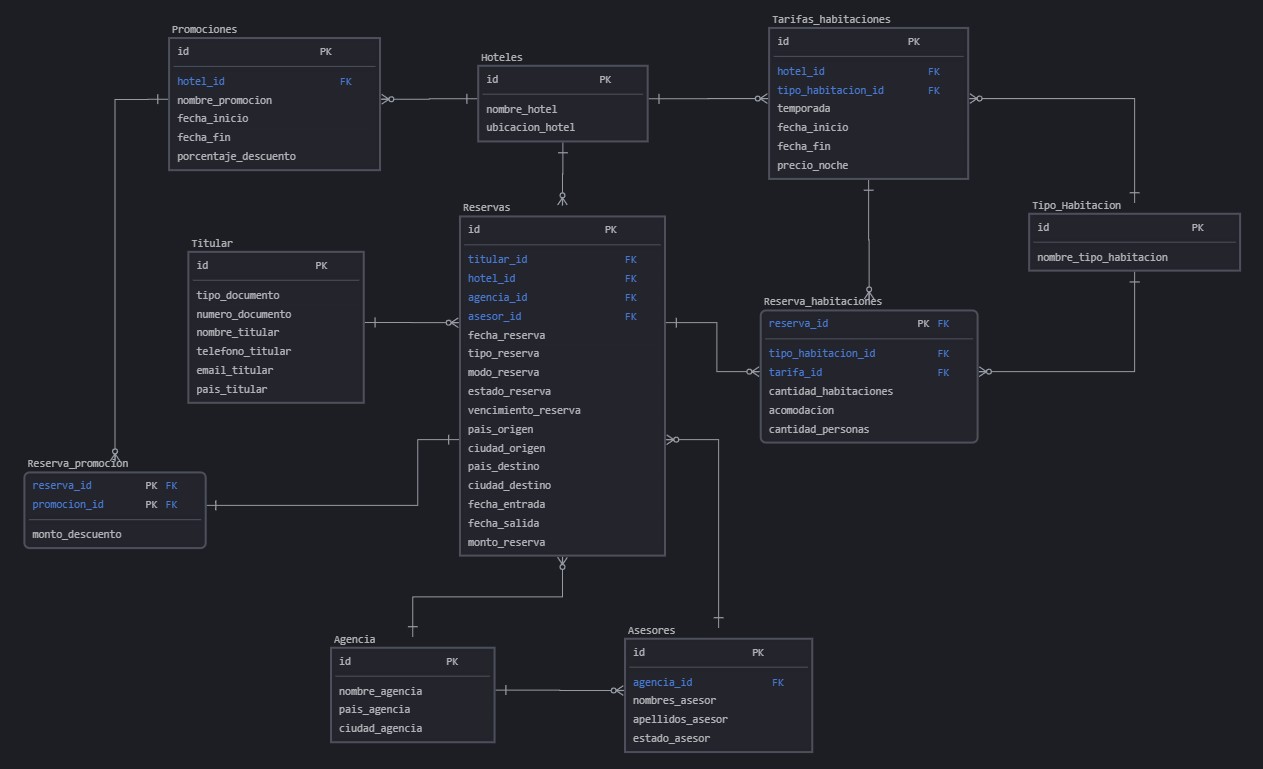 Promociones
id PK
hotel_id FK
nombre_promocion
fecha_inicio
fecha_fin
porcentaje_descuento
Hoteles
id PK
nombre_hotel
ubicacion_hotel
Tarifas_habitaciones
id PK
hotel_id FK
tipo_habitacion_id FK
temporada
fecha_inicio
fecha_fin
precio_noche
Tipo_Habitacion
id PK
nombre_tipo_habitacion
Titular
id PK
tipo_documento
numero_documento
nombre_titular
telefono_titular
email_titular
pais_titular
Reservas
id PK
titular_id FK
hotel_id FK
agencia_id FK
asesor_id FK
fecha_reserva
tipo_reserva
modo_reserva
estado_reserva
vencimiento_reserva
pais_origen
ciudad_origen
pais_destino
ciudad_destino
fecha_entrada
fecha_salida
monto_reserva
Reserva_habitaciones
reserva_id PK FK
tipo_habitacion_id FK
tarifa_id FK
cantidad_habitaciones
acomodacion
cantidad_personas
Reserva_promocion
reserva_id PK FK
promocion_id PK FK
monto_descuento
Agencia
id PK
nombre_agencia
pais_agencia
ciudad_agencia
Asesores
id PK
agencia_id FK
nombres_asesor
apellidos_asesor
estado_asesor